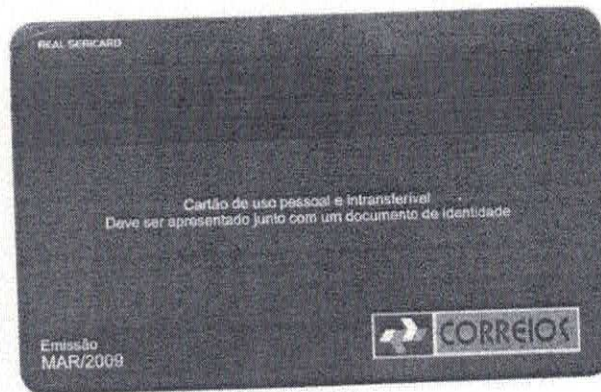 REAL SERICARD
Cartão de uso pessoal e intransferível
Deve ser apresentado junto com um documento de identidade
Emissão
MAR/2009
CORREIOS